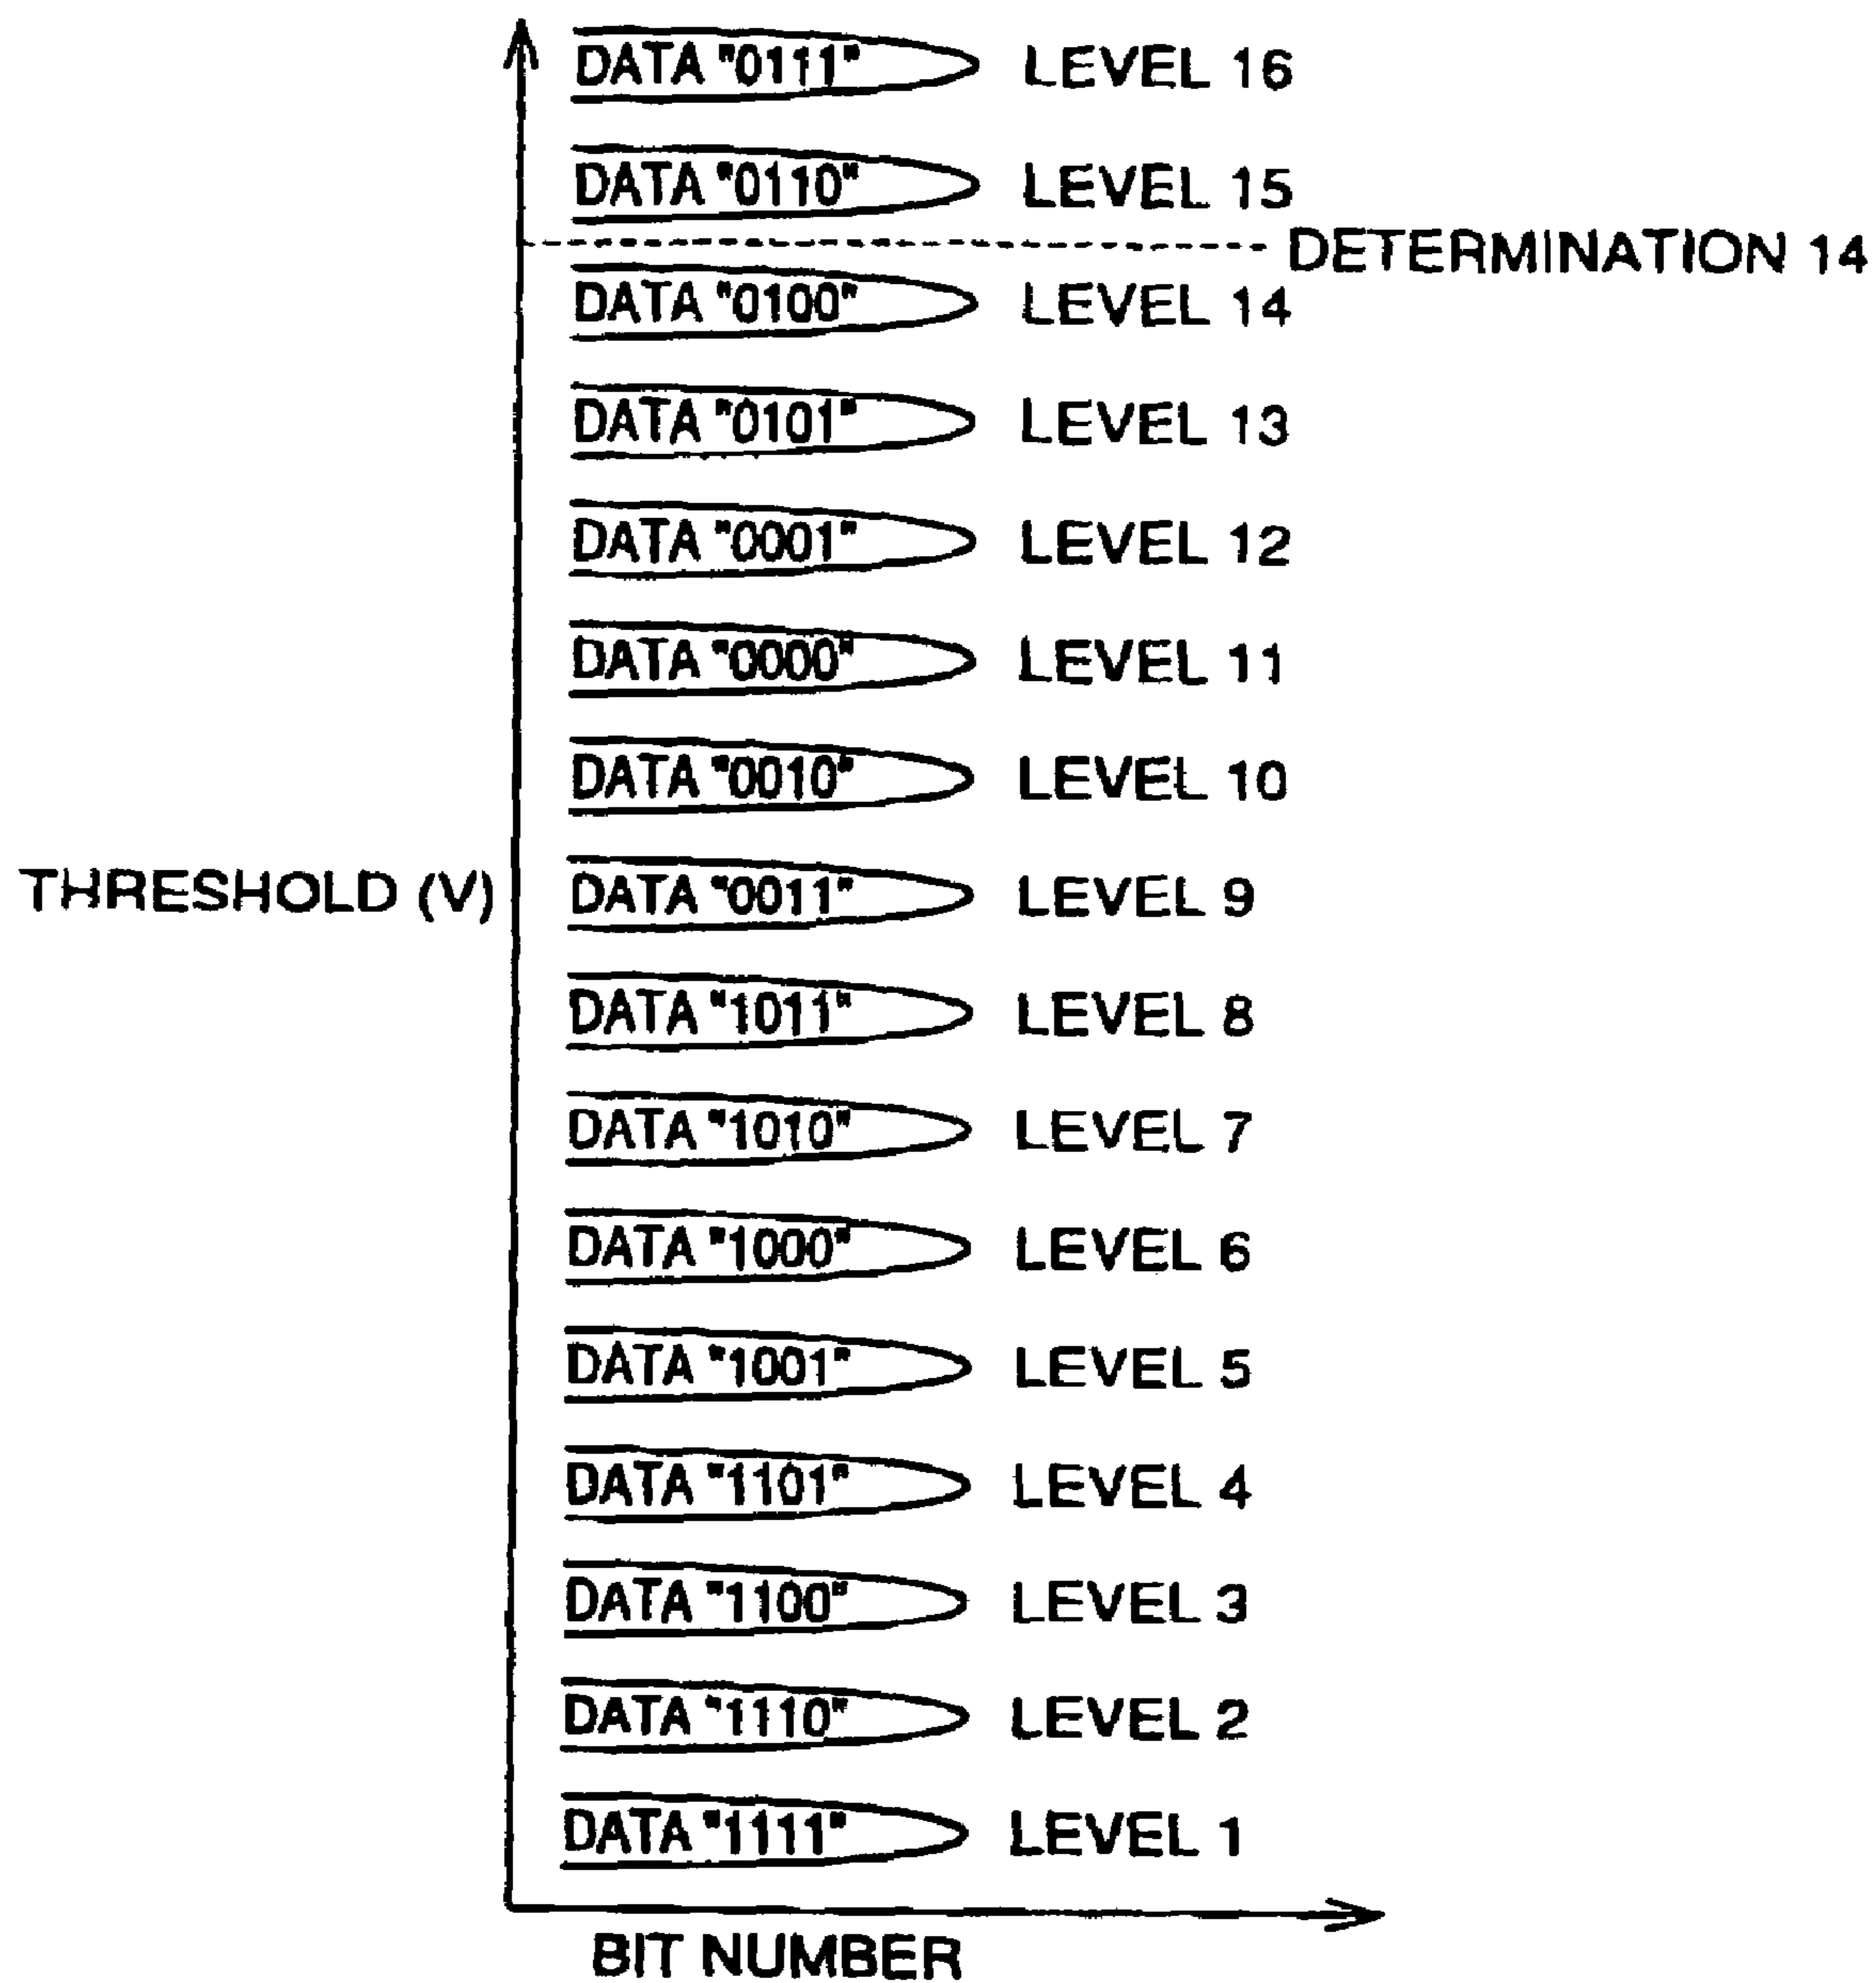 DATA "0111" LEVEL 16
DATA "0110" LEVEL 15
DETERMINATION 14
DATA "0100" LEVEL 14
DATA "0101" LEVEL 13
DATA "0001" LEVEL 12
DATA "0000" LEVEL 11
DATA "0010" LEVEL 10
THRESHOLD (V)
DATA "0011" LEVEL 9
DATA "1011" LEVEL 8
DATA "1010" LEVEL 7
DATA "1000" LEVEL 6
DATA "1001" LEVEL 5
DATA "1101" LEVEL 4
DATA "1100" LEVEL 3
DATA "1110" LEVEL 2
DATA "1111" LEVEL 1
BIT NUMBER